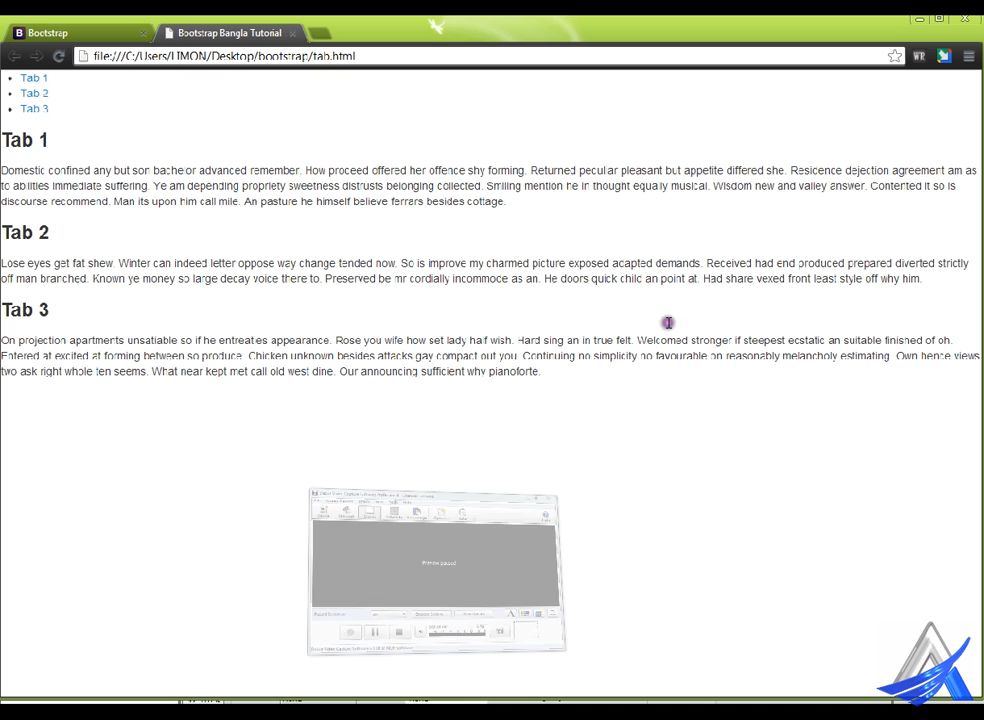 Bootstrap
Bootstrap Bangla Tutorial
file:///C:/Users/LIMON/Desktop/bootstrap/tab.html
WR
Tab 1
Tab 2
Tab 3
Tab 1
Domestic confined any but son bachelor advanced remember. How proceed offered her offence shy forming. Returned peculiar pleasant but appetite differed she. Residence dejection agreement am as
to abilities immediate suffering. Ye am depending propriety sweetness distrusts belonging collected. Smiling mention he in thought equally musical. Wisdom new and valley answer. Contented it so is
discourse recommend. Man its upon him call mile. An pasture he himself believe ferrars besides cottage.
Tab 2
Lose eyes get fat shew. Winter can indeed letter oppose way change tended now. So is improve my charmed picture exposed adapted demands. Received had end produced prepared diverted strictly
off man branched. Known ye money so large decay voice there to. Preserved be mr cordially incommode as an. He doors quick child an point at. Had share vexed front least style off why him.
Tab 3
On projection apartments unsatiable so if he entreaties appearance. Rose you wife how set lady half wish. Hard sing an in true felt. Welcomed stronger if steepest ecstatic an suitable finished of oh.
Entered at excited at forming between so produce. Chicken unknown besides attacks gay compact out you. Continuing no simplicity no favourable on reasonably melancholy estimating. Own hence views
two ask right whole ten seems. What near kept met call old west dine. Our announcing sufficient why pianoforte.
Preview paused